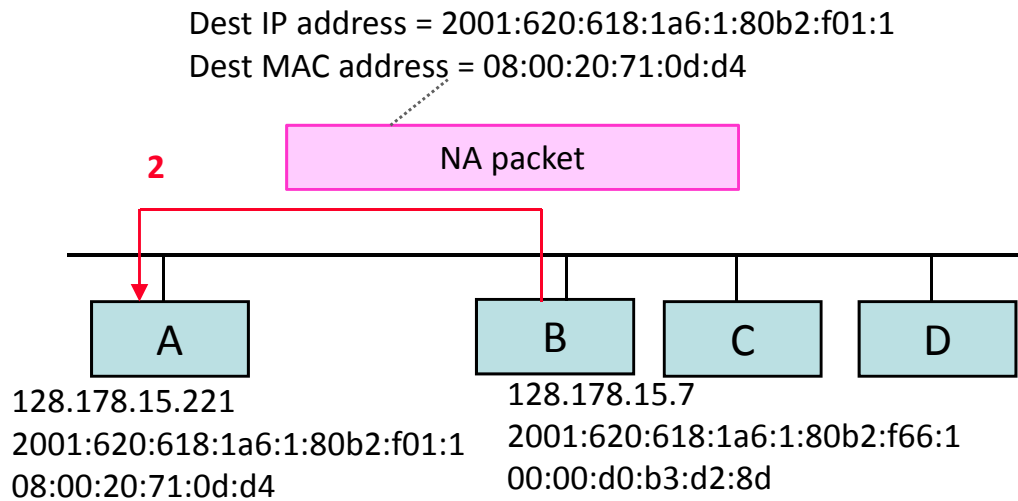 Dest IP address = 2001:620:618:1a6:1:80b2:f01:1
Dest MAC address = 08:00:20:71:0d:d4
NA packet
2
A
B
C
D
128.178.15.221
2001:620:618:1a6:1:80b2:f01:1
08:00:20:71:0d:d4
128.178.15.7
2001:620:618:1a6:1:80b2:f66:1
00:00:d0:b3:d2:8d